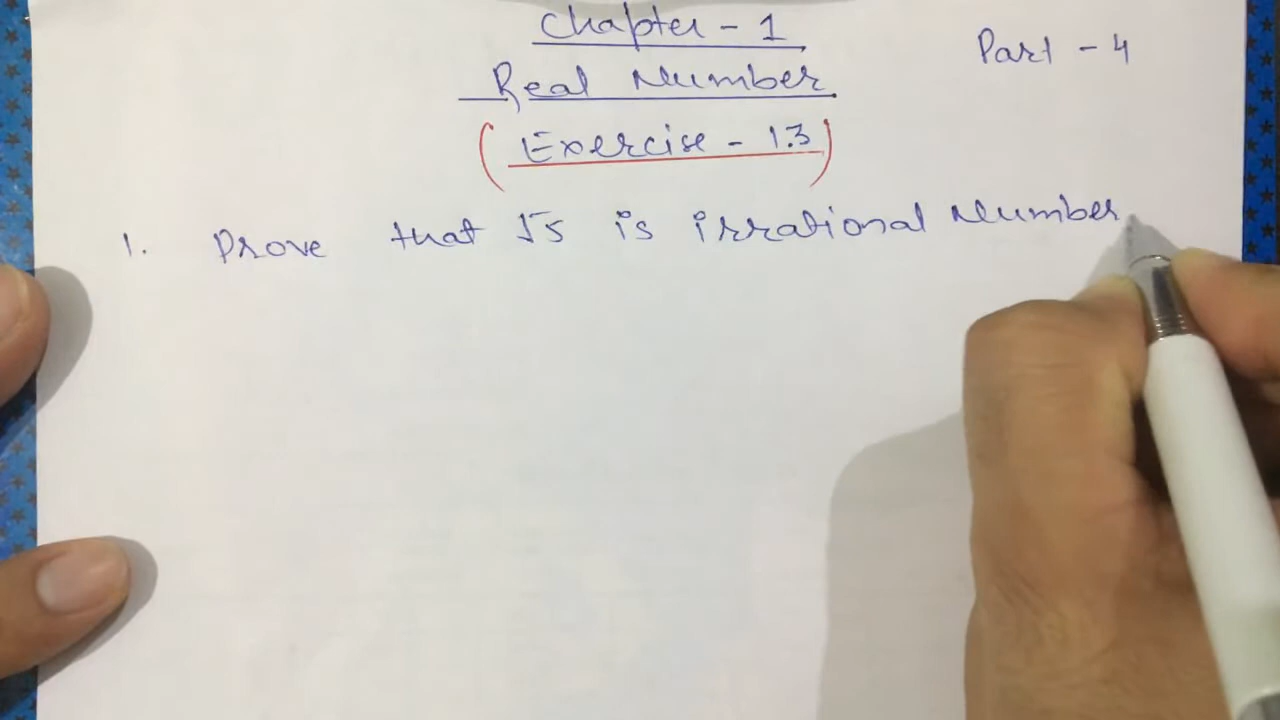 Chapter - 1
Part - 4
Real Number
(Exercise - 1.3)
1. Prove that √5 is irrational Number